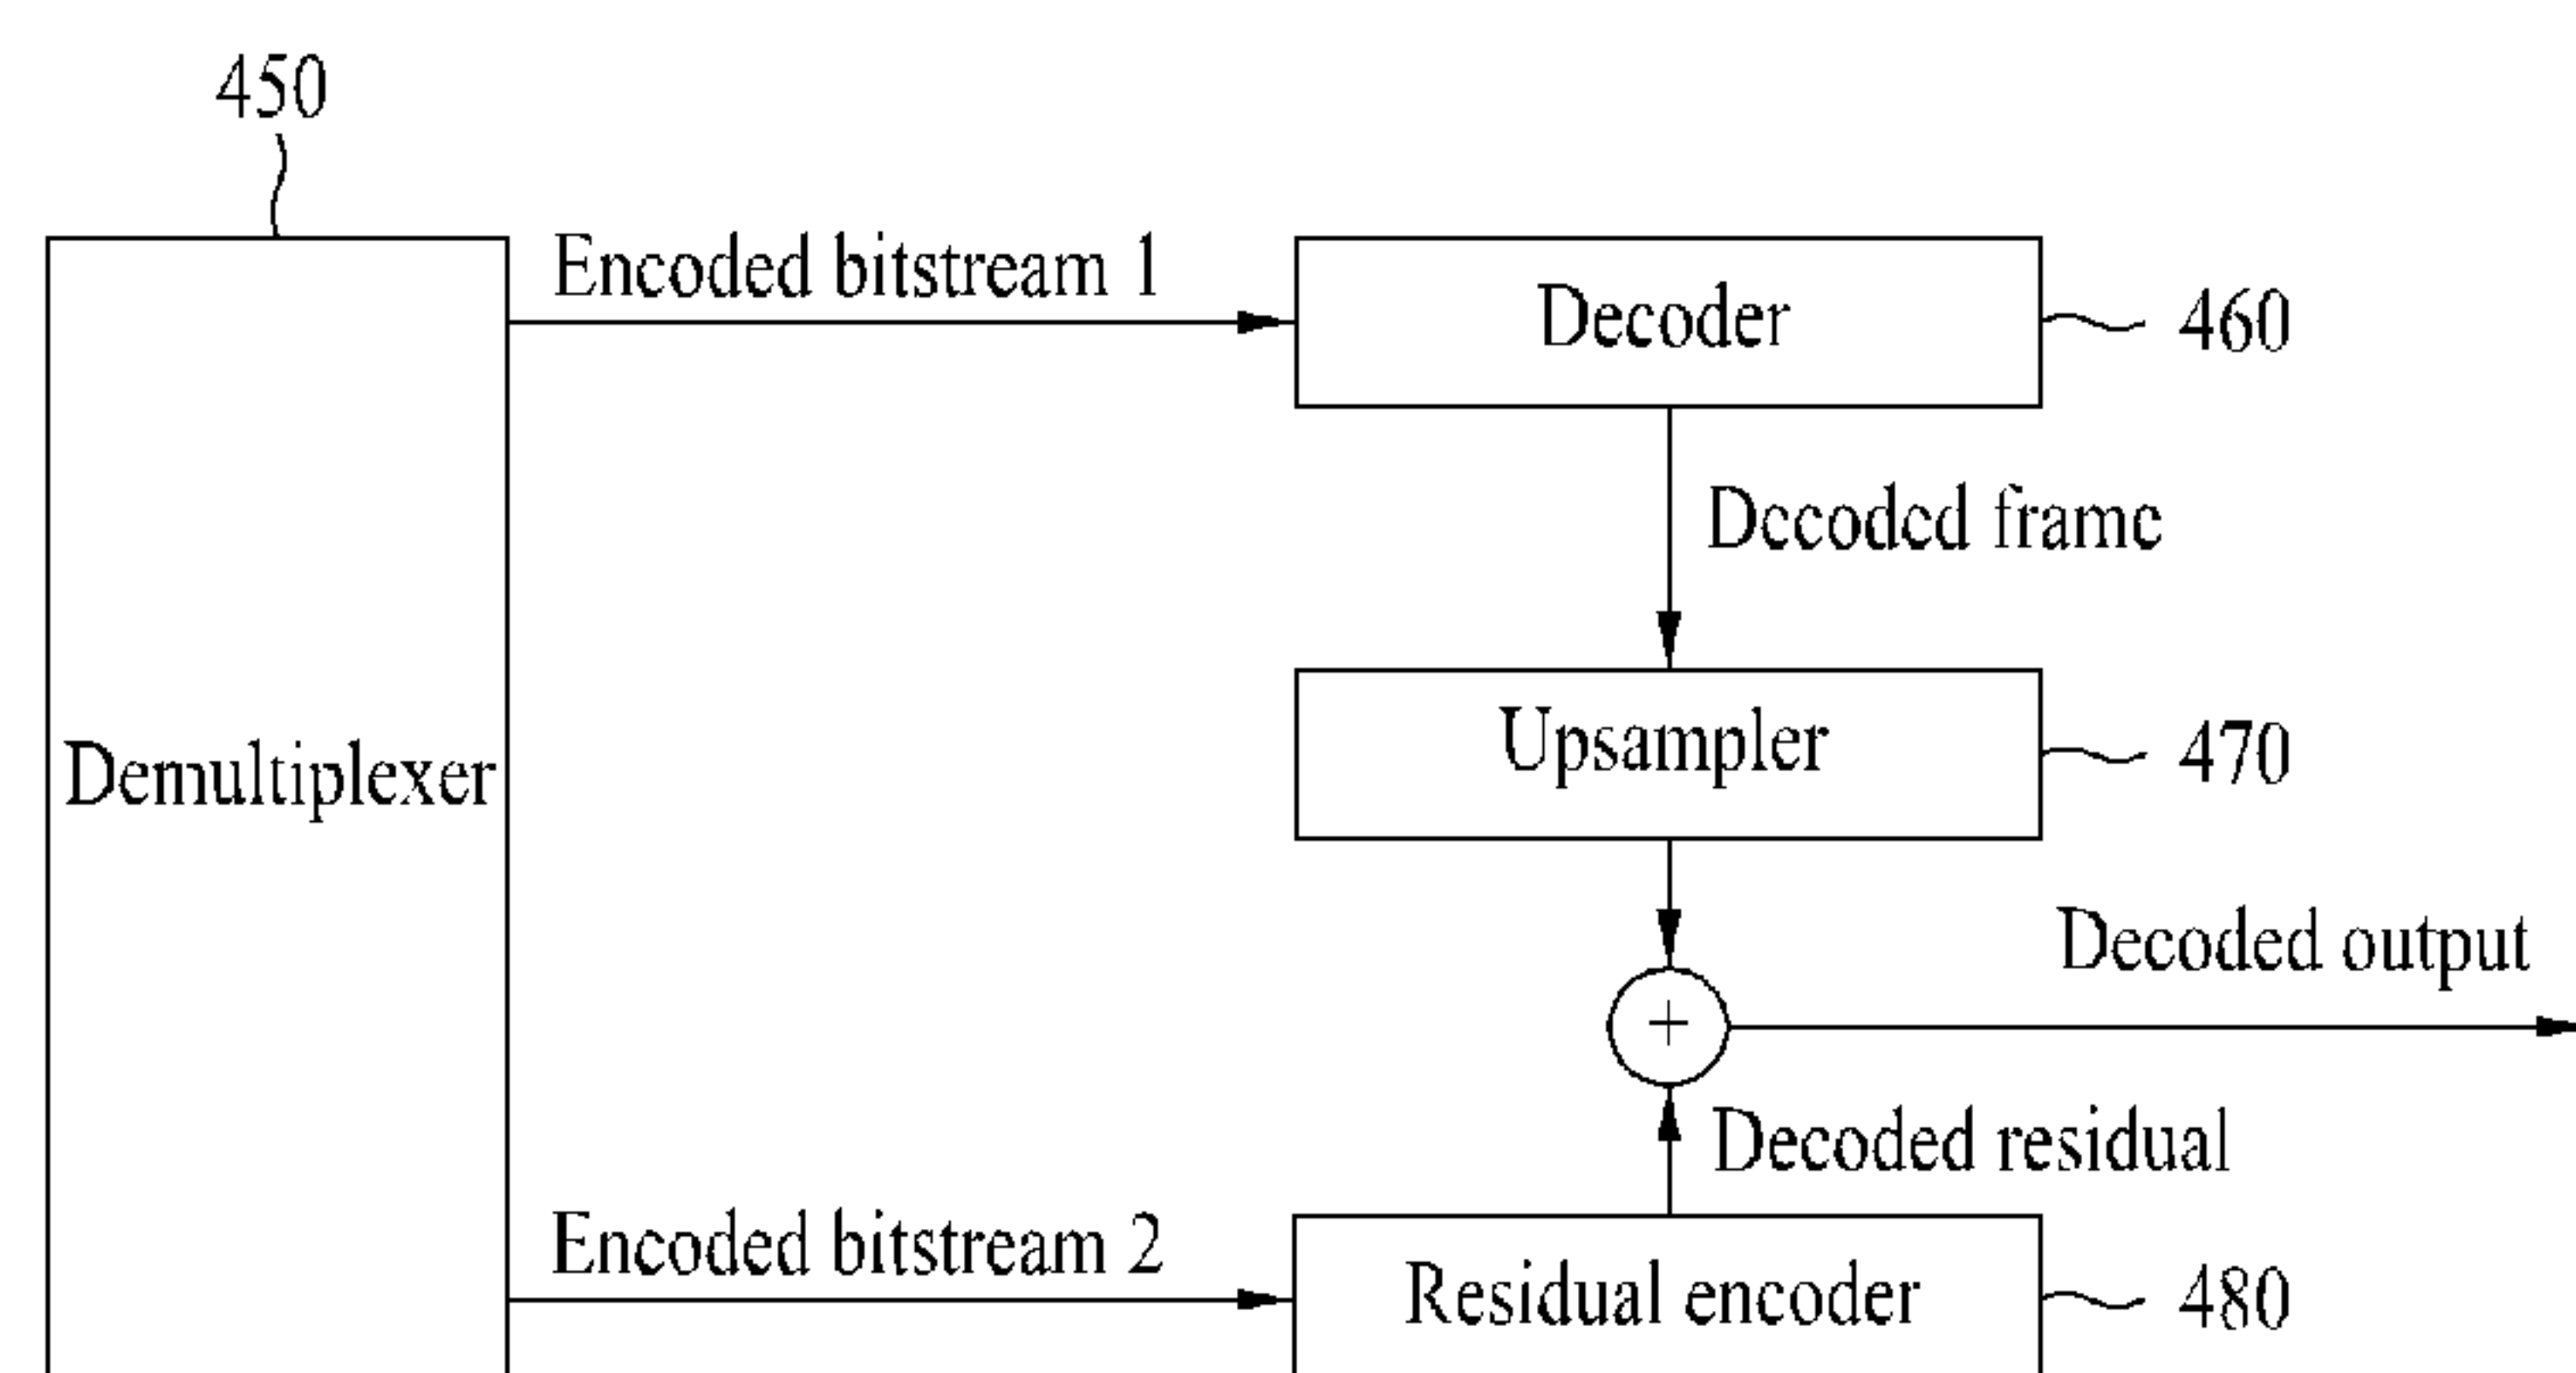 450
Encoded bitstream 1
Decoder
460
Decoded frame
Demultiplexer
Upsampler
470
Decoded output
+
Decoded residual
Encoded bitstream 2
Residual encoder
480